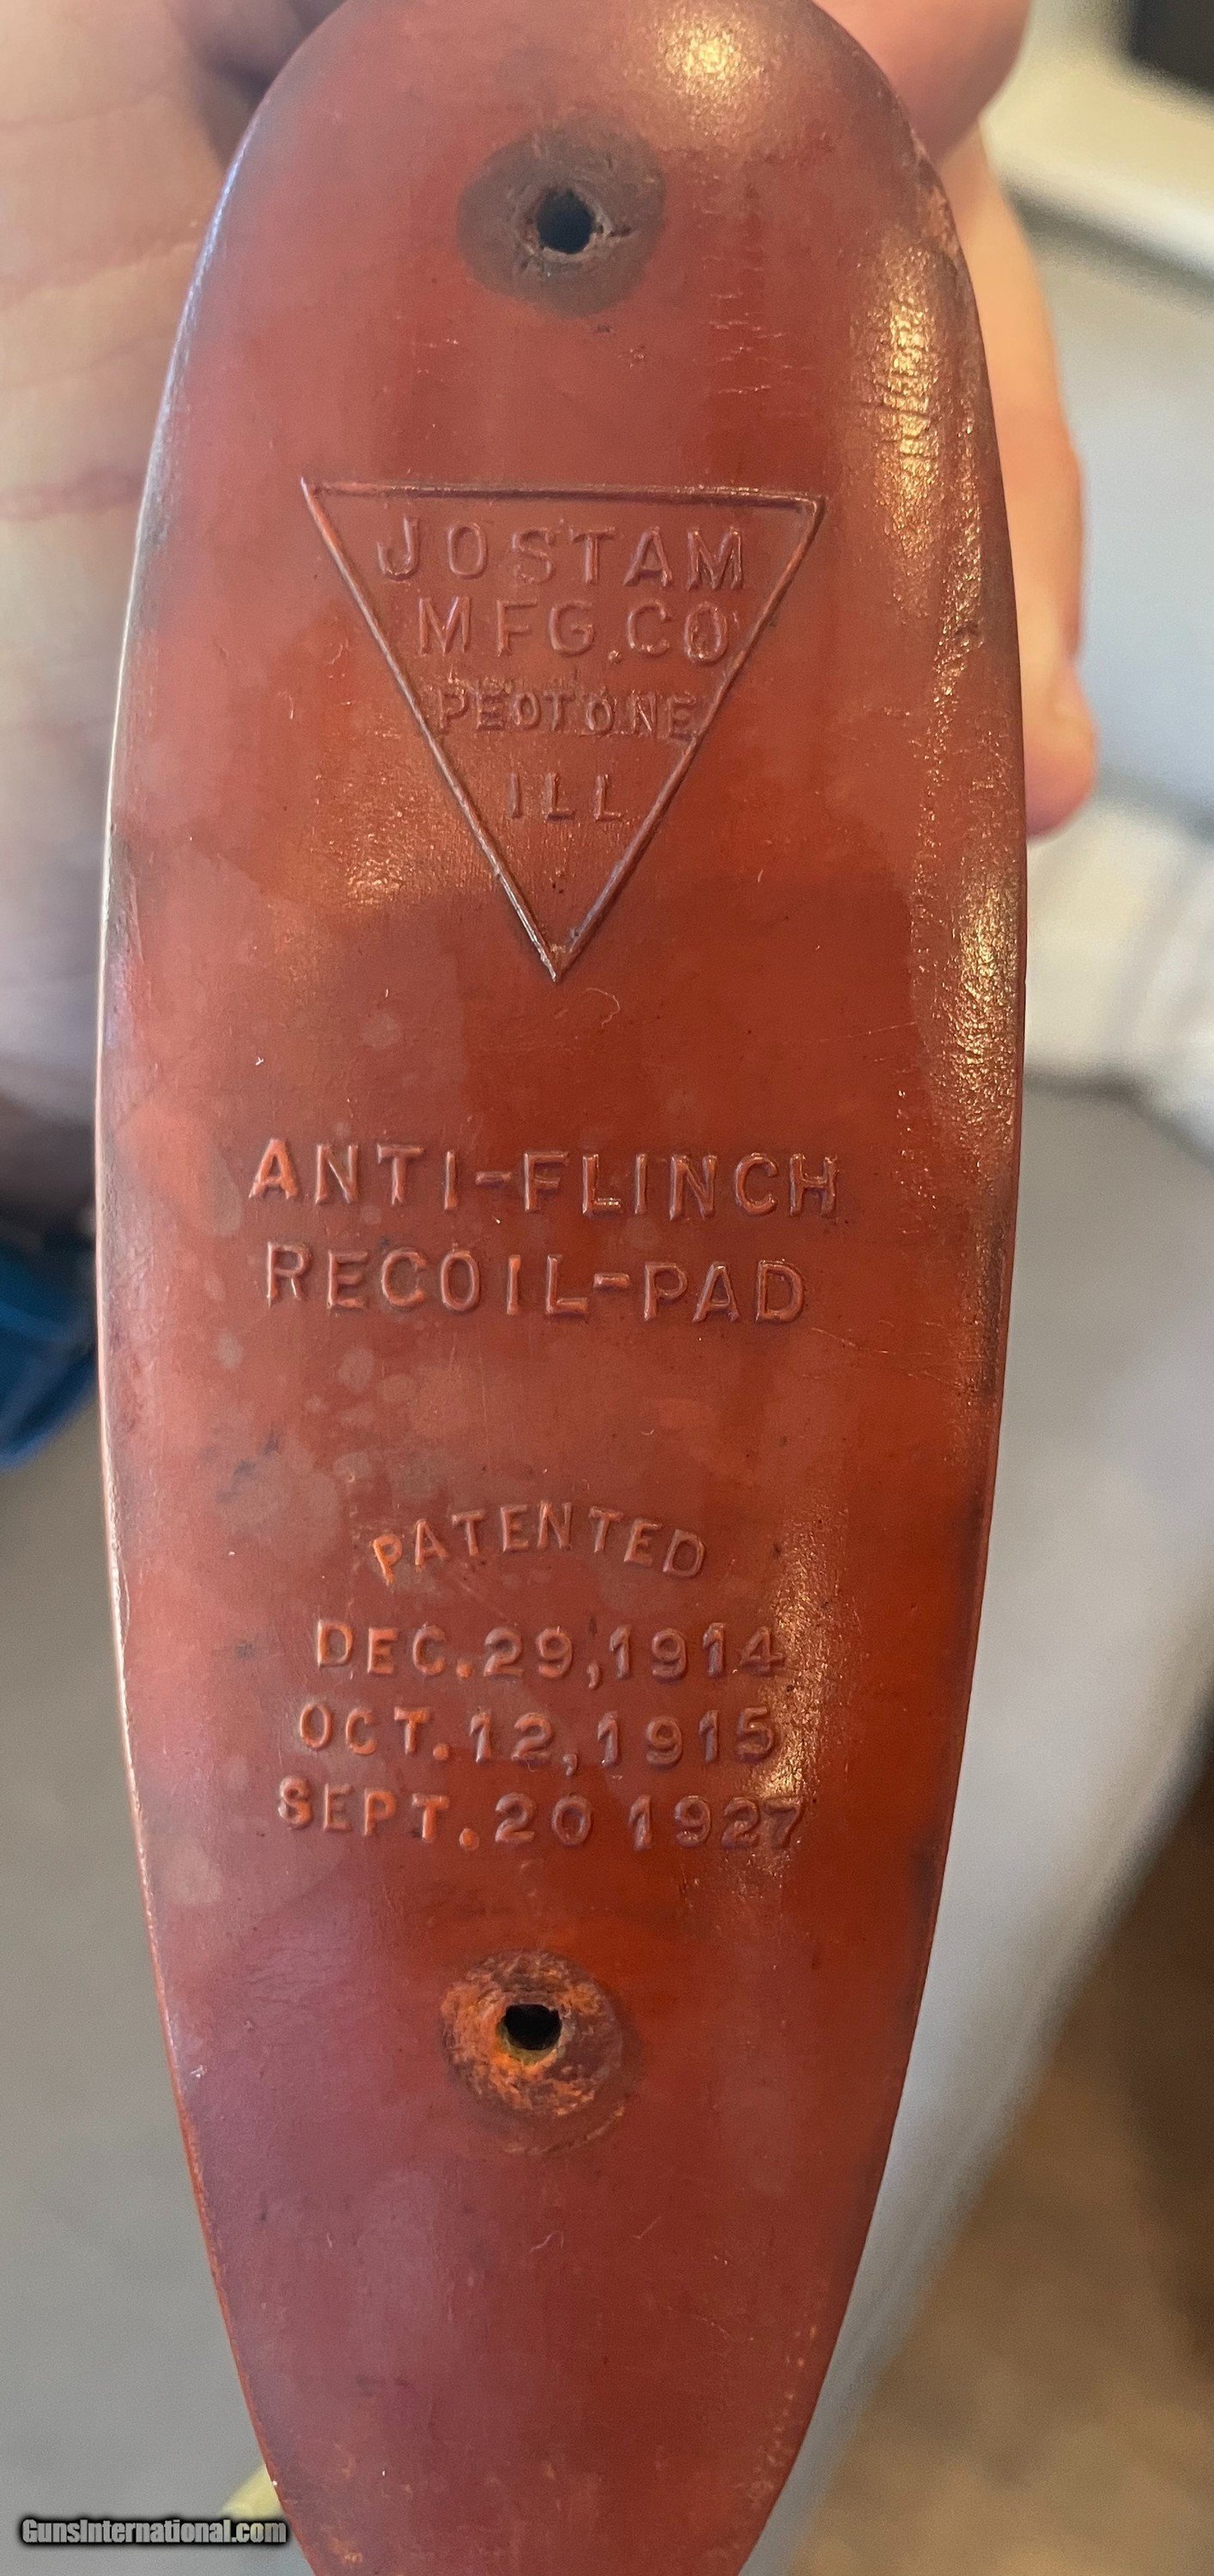 JOSTAM
MFG.CO
PEOTONE
ILL
ANTI-FLINCH
RECOIL-PAD
PATENTED
DEC.29,1914
OCT.12,1915
SEPT.20 1927
GunsInternational.com